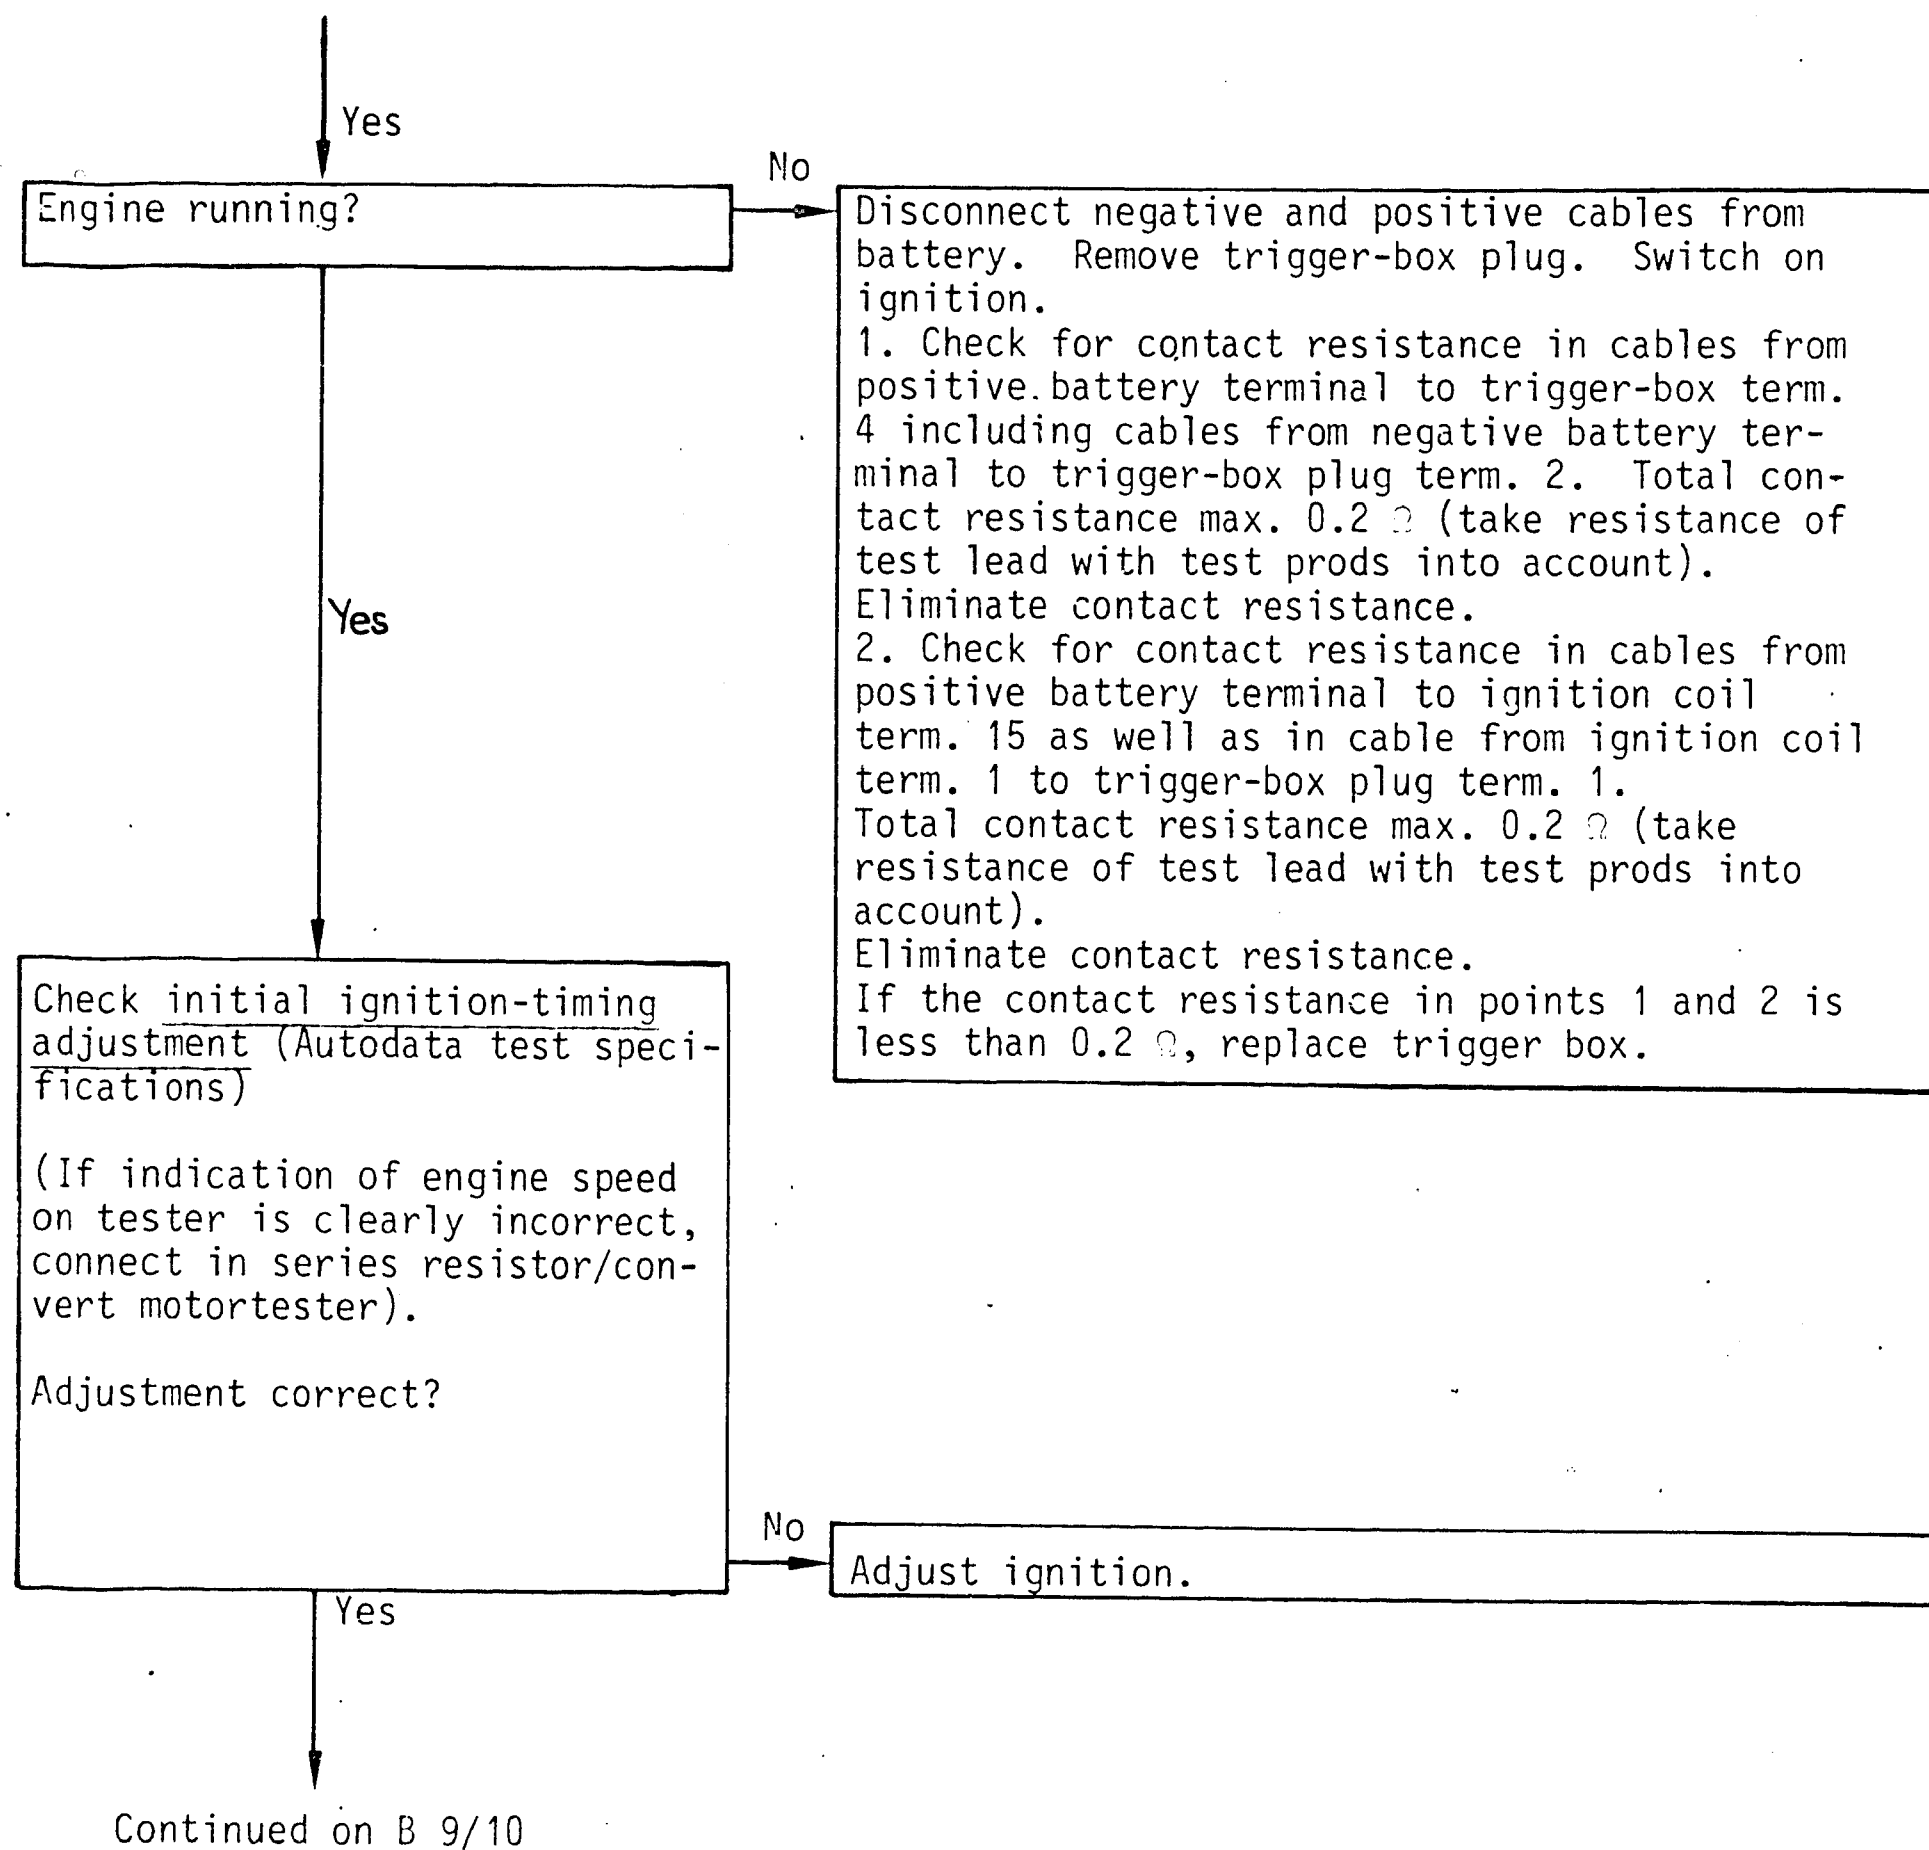 Yes
Engine running?
No
Disconnect negative and positive cables from
battery. Remove trigger-box plug. Switch on
ignition.
1. Check for contact resistance in cables from
positive battery terminal to trigger-box term.
4 including cables from negative battery ter-
minal to trigger-box plug term. 2. Total con-
tact resistance max. 0.2 Ω (take resistance of
test lead with test prods into account).
Eliminate contact resistance.
2. Check for contact resistance in cables from
positive battery terminal to ignition coil
term. 15 as well as in cable from ignition coil
term. 1 to trigger-box plug term. 1.
Total contact resistance max. 0.2 Ω (take
resistance of test lead with test prods into
account).
Eliminate contact resistance.
If the contact resistance in points 1 and 2 is
less than 0.2 Ω, replace trigger box.
Yes
Check initial ignition-timing
adjustment (Autodata test speci-
fications)
(If indication of engine speed
on tester is clearly incorrect,
connect in series resistor/con-
vert motortester).
Adjustment correct?
No
Adjust ignition.
Yes
Continued on B 9/10